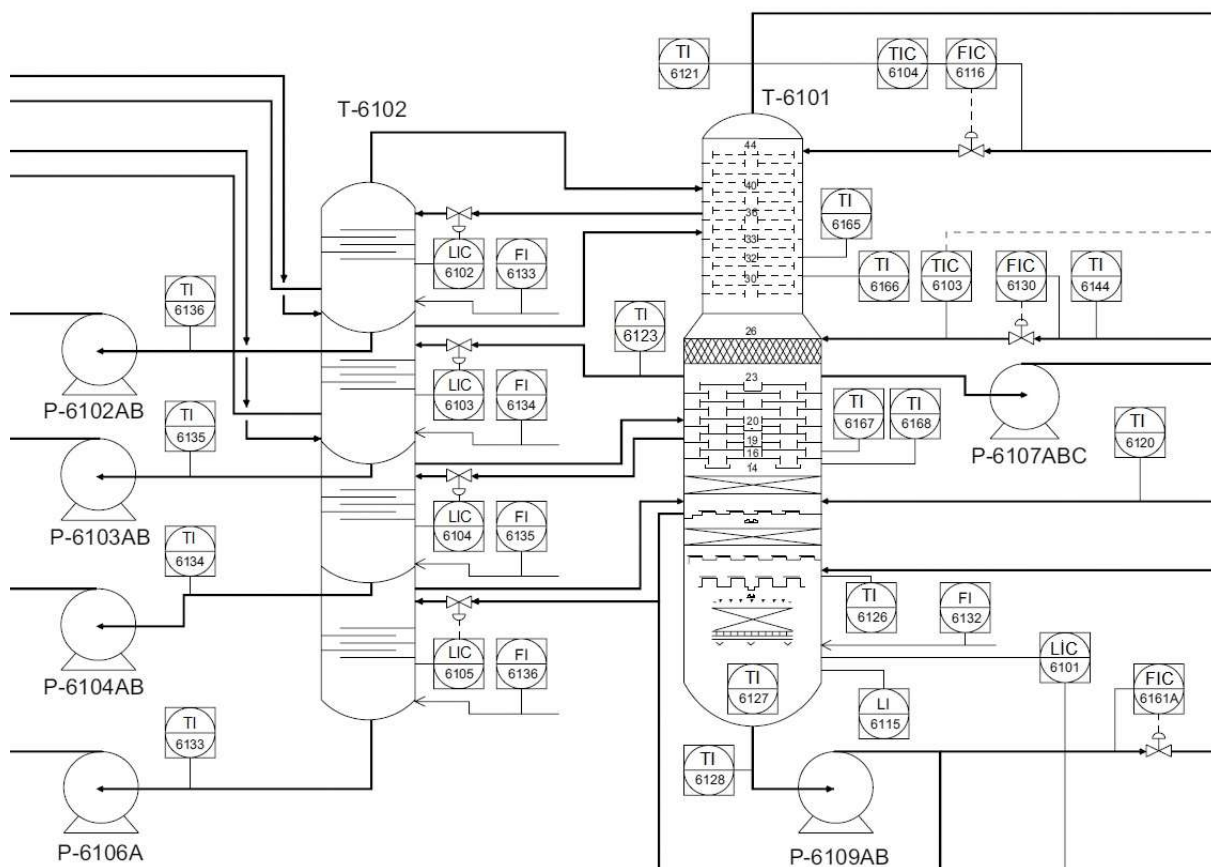 TI
6121
TIC
6104
FIC
6116
T-6102
T-6101
44
40
36
33
32
30
TI
6165
LIC
6102
FI
6133
TI
6166
TIC
6103
FIC
6130
TI
6144
TI
6136
TI
6123
26
P-6102AB
LIC
6103
FI
6134
23
20
19
16
14
TI
6167
TI
6168
TI
6120
P-6107ABC
TI
6135
P-6103AB
LIC
6104
FI
6135
TI
6134
TI
6126
FI
6132
P-6104AB
LIC
6105
FI
6136
LIC
6101
TI
6127
LI
6115
FIC
6161A
TI
6133
TI
6128
P-6106A
P-6109AB